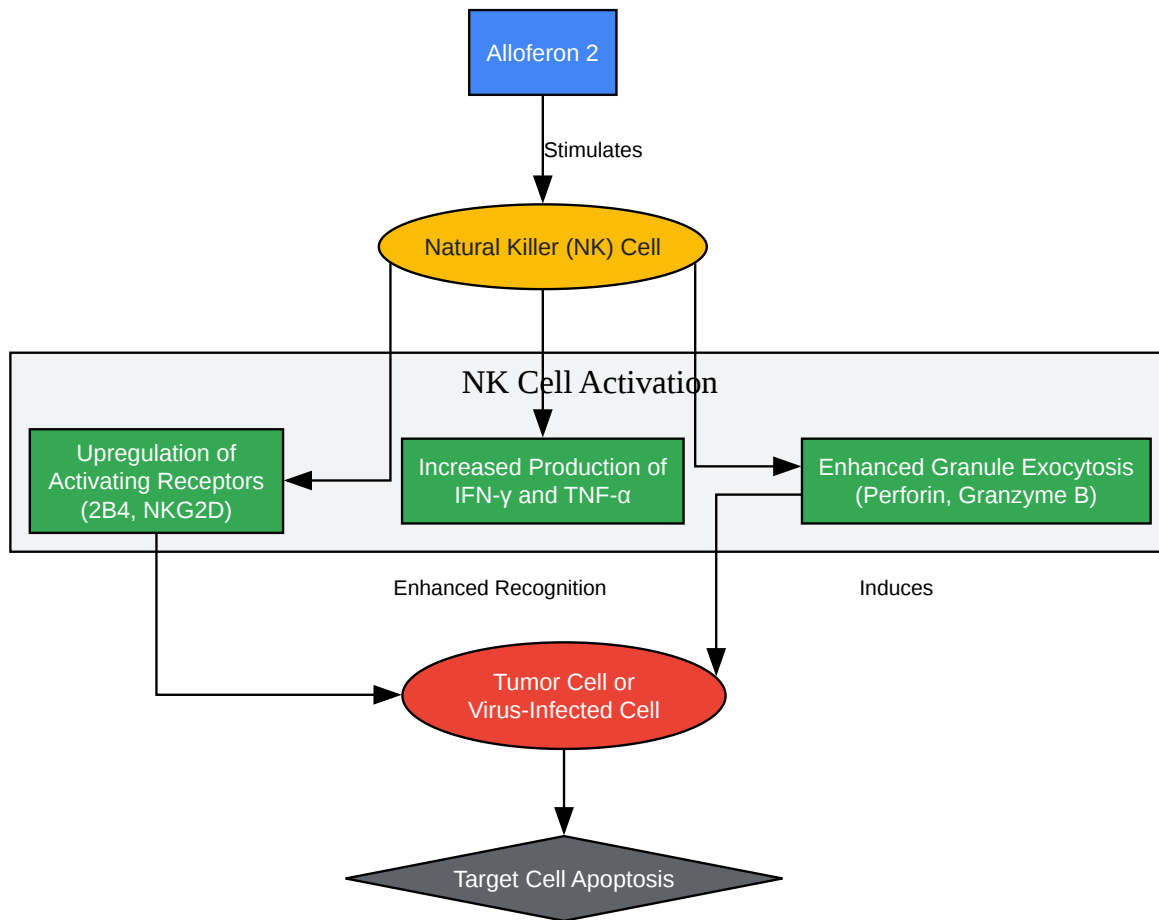 Alloferon 2
Stimulates
Natural Killer (NK) Cell
NK Cell Activation
Upregulation of
Activating Receptors
(2B4, NKG2D)
Increased Production of
IFN-γ and TNF-α
Enhanced Granule Exocytosis
(Perforin, Granzyme B)
Enhanced Recognition
Induces
Tumor Cell or
Virus-Infected Cell
Target Cell Apoptosis